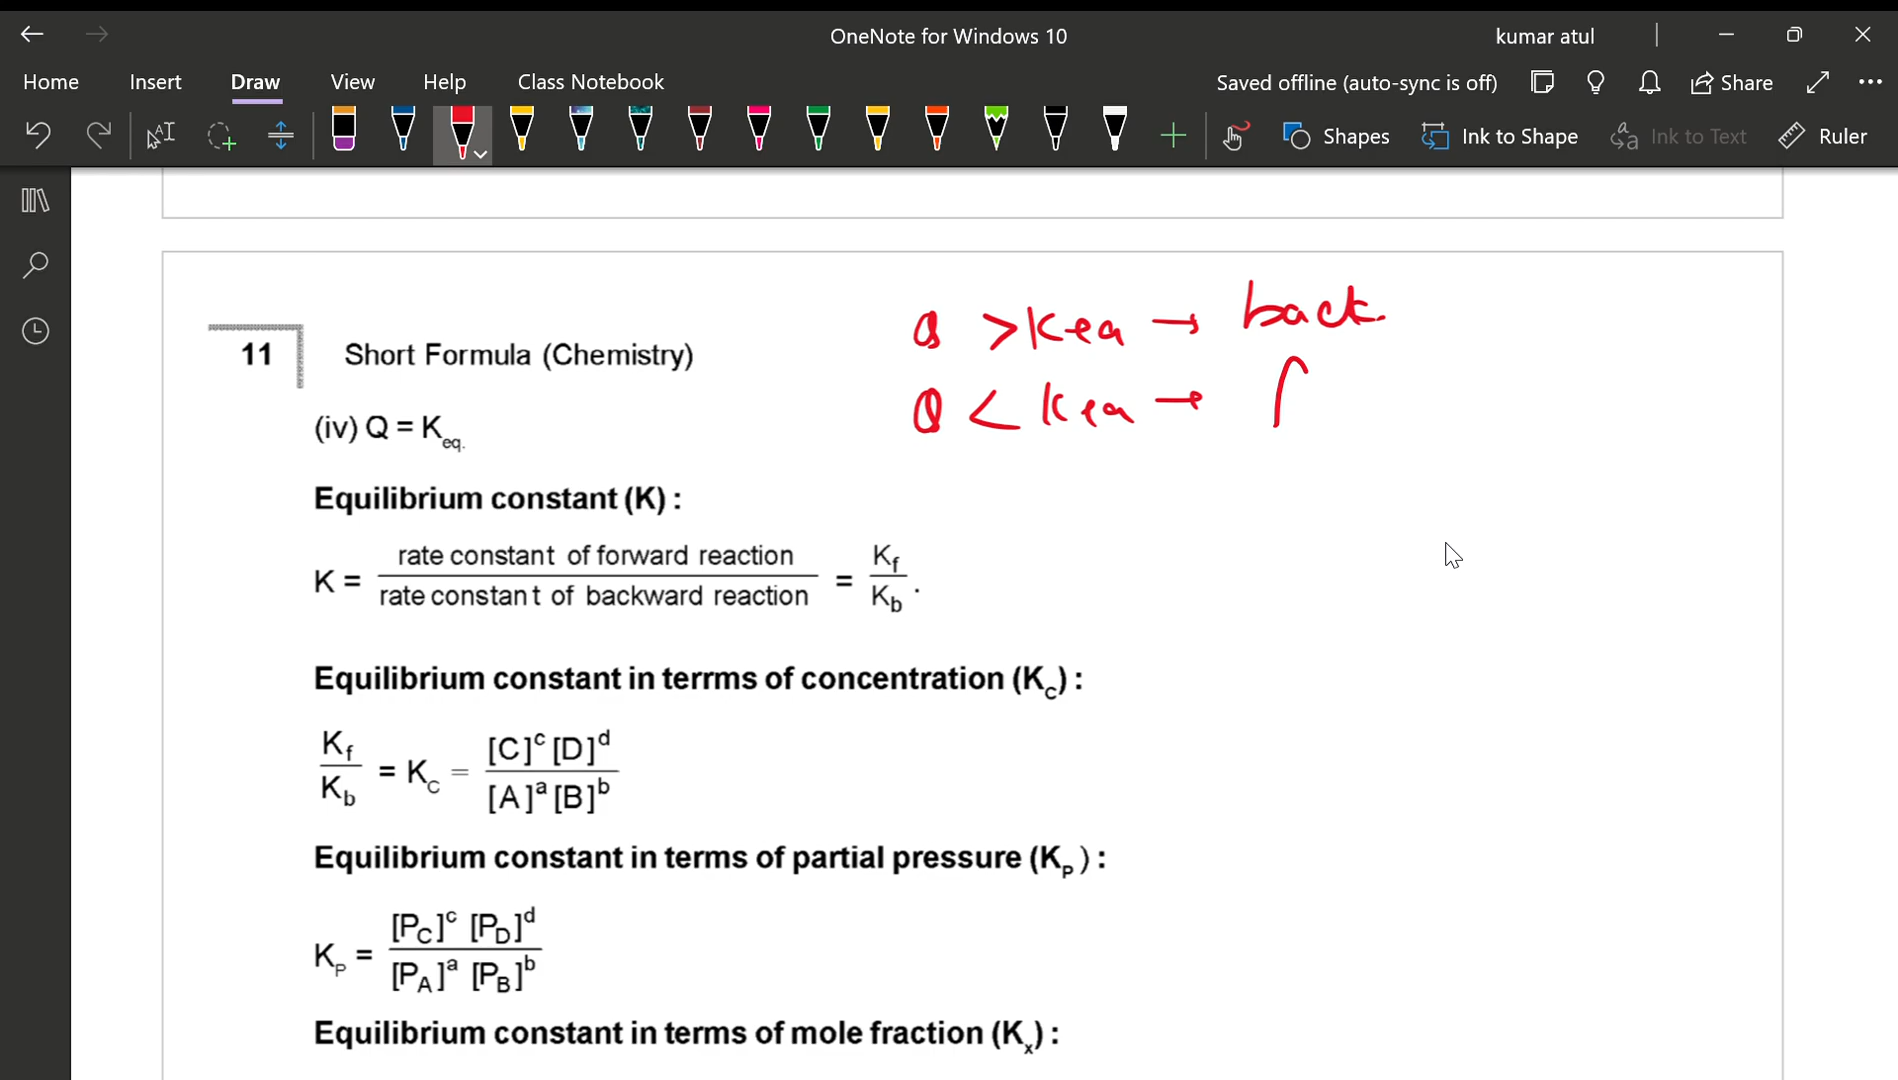 OneNote for Windows 10
kumar atul
Home Insert Draw View Help Class Notebook
Saved offline (auto-sync is off) Share
Shapes Ink to Shape Ink to Text Ruler
11 Short Formula (Chemistry)
Q > Keq → back.
Q < Keq → f
(iv) Q = Keq.
Equilibrium constant (K) :
K = rate constant of forward reaction / rate constant of backward reaction = Kf / Kb .
Equilibrium constant in terrms of concentration (KC) :
Kf / Kb = KC = [C]^c [D]^d / [A]^a [B]^b
Equilibrium constant in terms of partial pressure (KP) :
KP = [PC]^c [PD]^d / [PA]^a [PB]^b
Equilibrium constant in terms of mole fraction (Kx) :